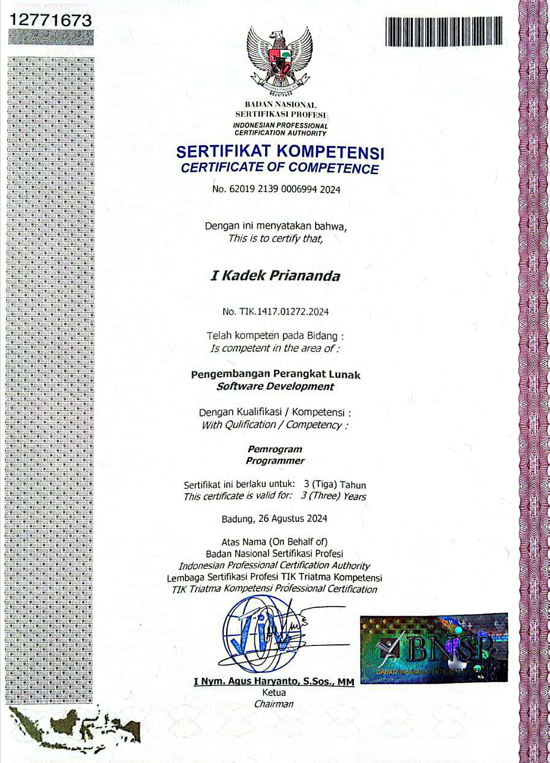 12771673
BADAN NASIONAL
SERTIFIKASI PROFESI
INDONESIAN PROFESSIONAL
CERTIFICATION AUTHORITY
SERTIFIKAT KOMPETENSI
CERTIFICATE OF COMPETENCE
No. 62019 2139 0006994 2024
Dengan ini menyatakan bahwa,
This is to certify that,
I Kadek Priananda
No. TIK.1417.01272.2024
Telah kompeten pada Bidang :
Is competent in the area of :
Pengembangan Perangkat Lunak
Software Development
Dengan Kualifikasi / Kompetensi :
With Qulification / Competency :
Pemrogram
Programmer
Sertifikat ini berlaku untuk: 3 (Tiga) Tahun
This certificate is valid for: 3 (Three) Years
Badung, 26 Agustus 2024
Atas Nama (On Behalf of)
Badan Nasional Sertifikasi Profesi
Indonesian Professional Certification Authority
Lembaga Sertifikasi Profesi TIK Triatma Kompetensi
TIK Triatma Kompetensi Professional Certification
BNSP
I Nym. Agus Haryanto, S.Sos., MM
Ketua
Chairman